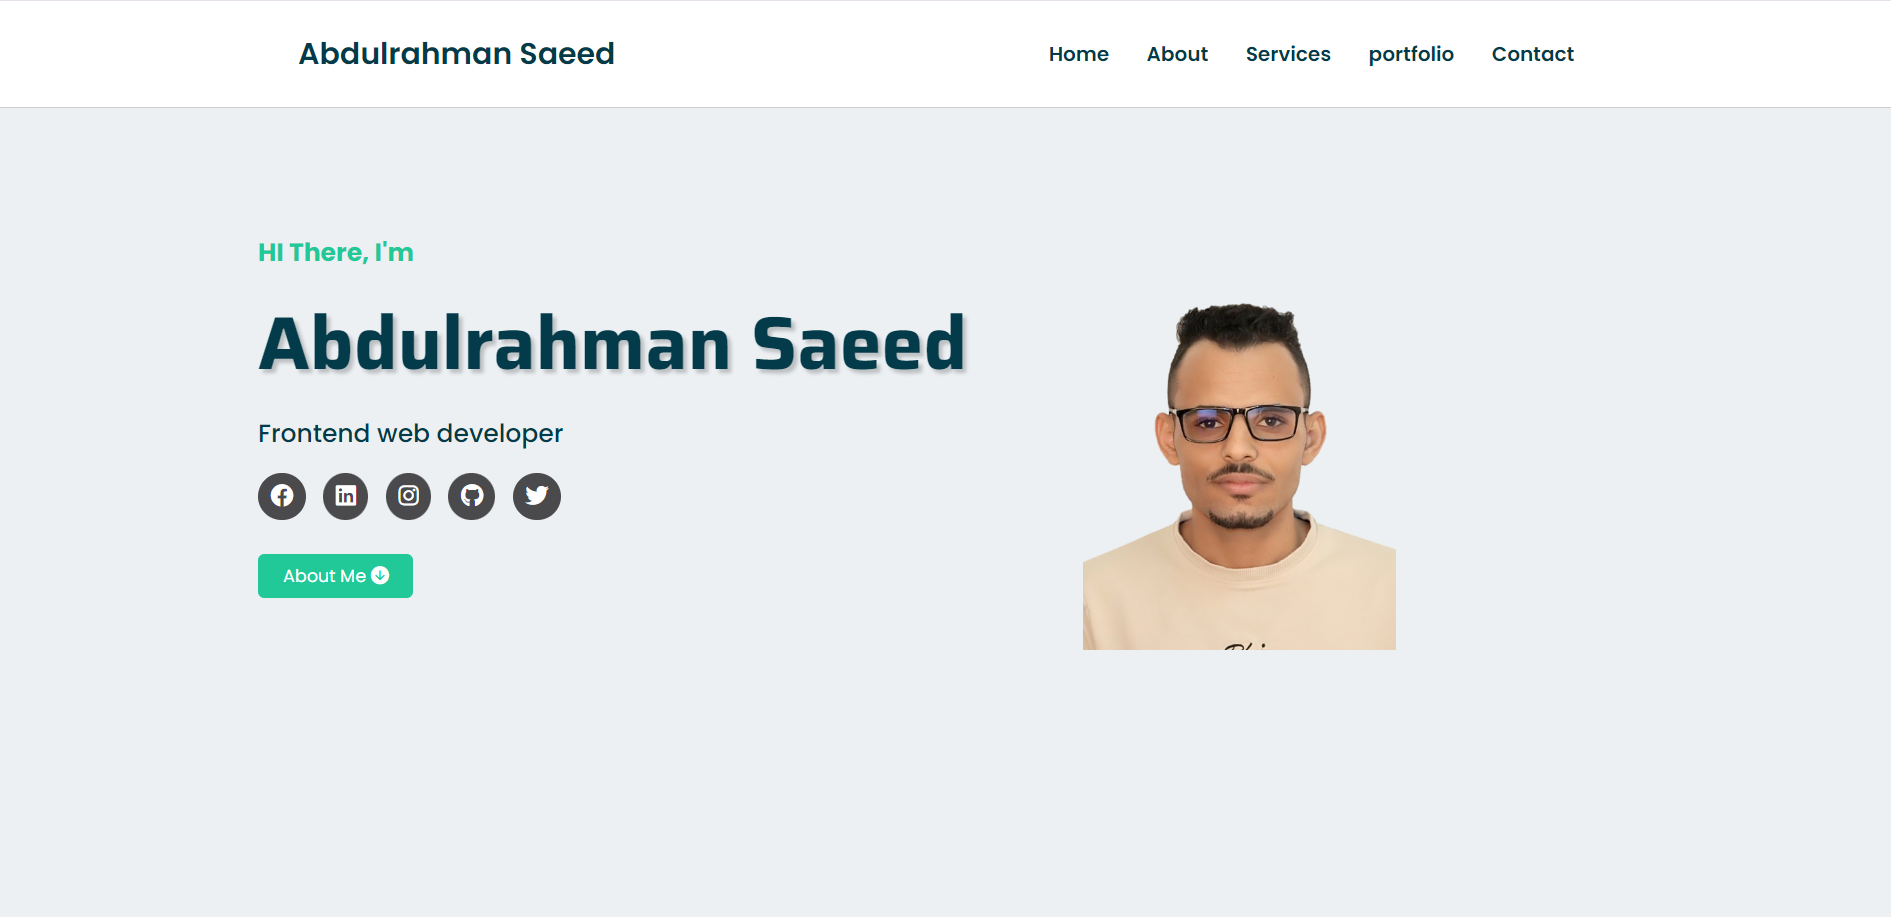 Abdulrahman Saeed
Home About Services portfolio Contact
HI There, I'm
Abdulrahman Saeed
Frontend web developer
About Me